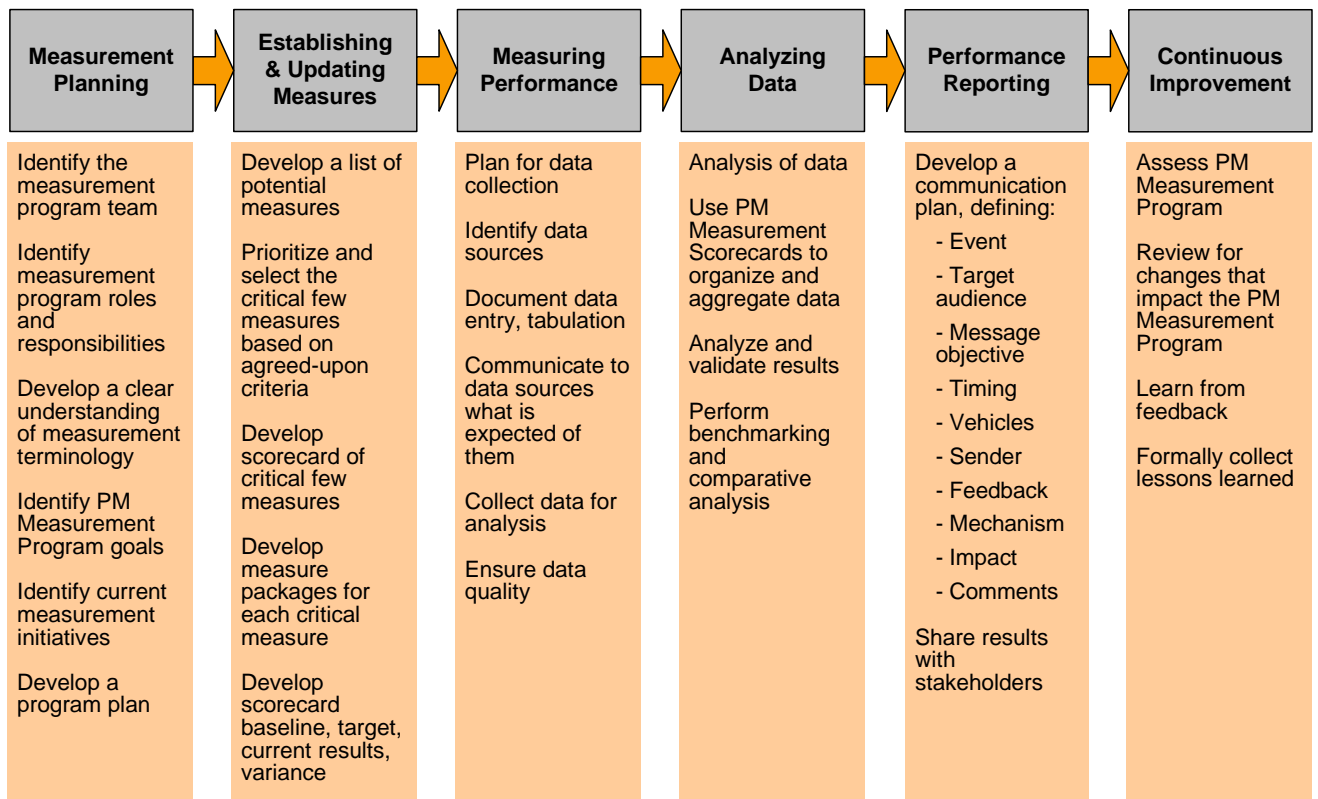 Measurement
Planning
Establishing
& Updating
Measures
Measuring
Performance
Analyzing
Data
Performance
Reporting
Continuous
Improvement
Identify the
measurement
program team
Identify
measurement
program roles
and
responsibilities
Develop a clear
understanding
of measurement
terminology
Identify PM
Measurement
Program goals
Identify current
measurement
initiatives
Develop a
program plan
Develop a list of
potential
measures
Prioritize and
select the
critical few
measures
based on
agreed-upon
criteria
Develop
scorecard of
critical few
measures
Develop
measure
packages for
each critical
measure
Develop
scorecard
baseline, target,
current results,
variance
Plan for data
collection
Identify data
sources
Document data
entry, tabulation
Communicate to
data sources
what is
expected of
them
Collect data for
analysis
Ensure data
quality
Analysis of data
Use PM
Measurement
Scorecards to
organize and
aggregate data
Analyze and
validate results
Perform
benchmarking
and
comparative
analysis
Develop a
communication
plan, defining:
- Event
- Target
audience
- Message
objective
- Timing
- Vehicles
- Sender
- Feedback
- Mechanism
- Impact
- Comments
Share results
with
stakeholders
Assess PM
Measurement
Program
Review for
changes that
impact the PM
Measurement
Program
Learn from
feedback
Formally collect
lessons learned